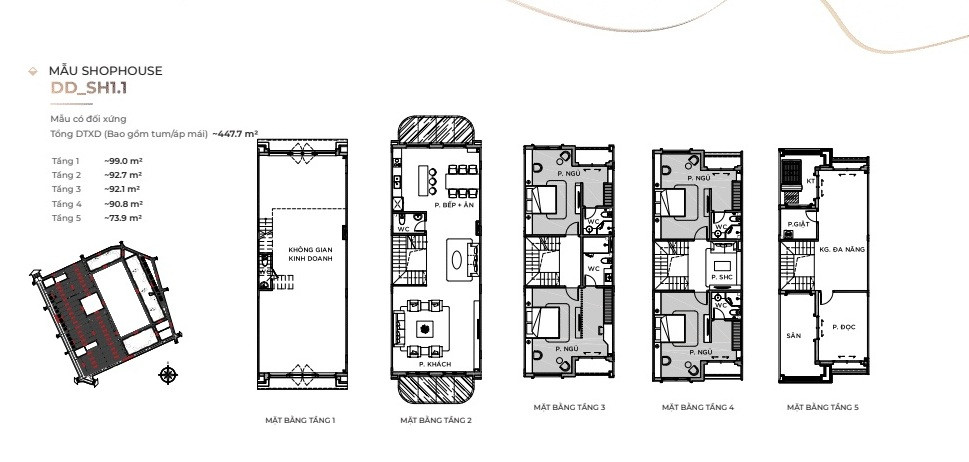 MẪU SHOPHOUSE
DD_SH1.1
Mẫu có đối xứng
Tổng DTXD (Bao gồm tum/áp mái) ~447.7 m²
Tầng 1 ~99.0 m²
Tầng 2 ~92.7 m²
Tầng 3 ~92.1 m²
Tầng 4 ~90.8 m²
Tầng 5 ~73.9 m²
KHÔNG GIAN
KINH DOANH
MẶT BẰNG TẦNG 1
P. BẾP + ĂN
WC
P. KHÁCH
MẶT BẰNG TẦNG 2
P. NGỦ
WC
WC
P. NGỦ
MẶT BẰNG TẦNG 3
P. NGỦ
WC
P. SHC
WC
P. NGỦ
MẶT BẰNG TẦNG 4
KT
P.GIẶT
KG. ĐA NĂNG
SÂN
P. ĐỌC
MẶT BẰNG TẦNG 5